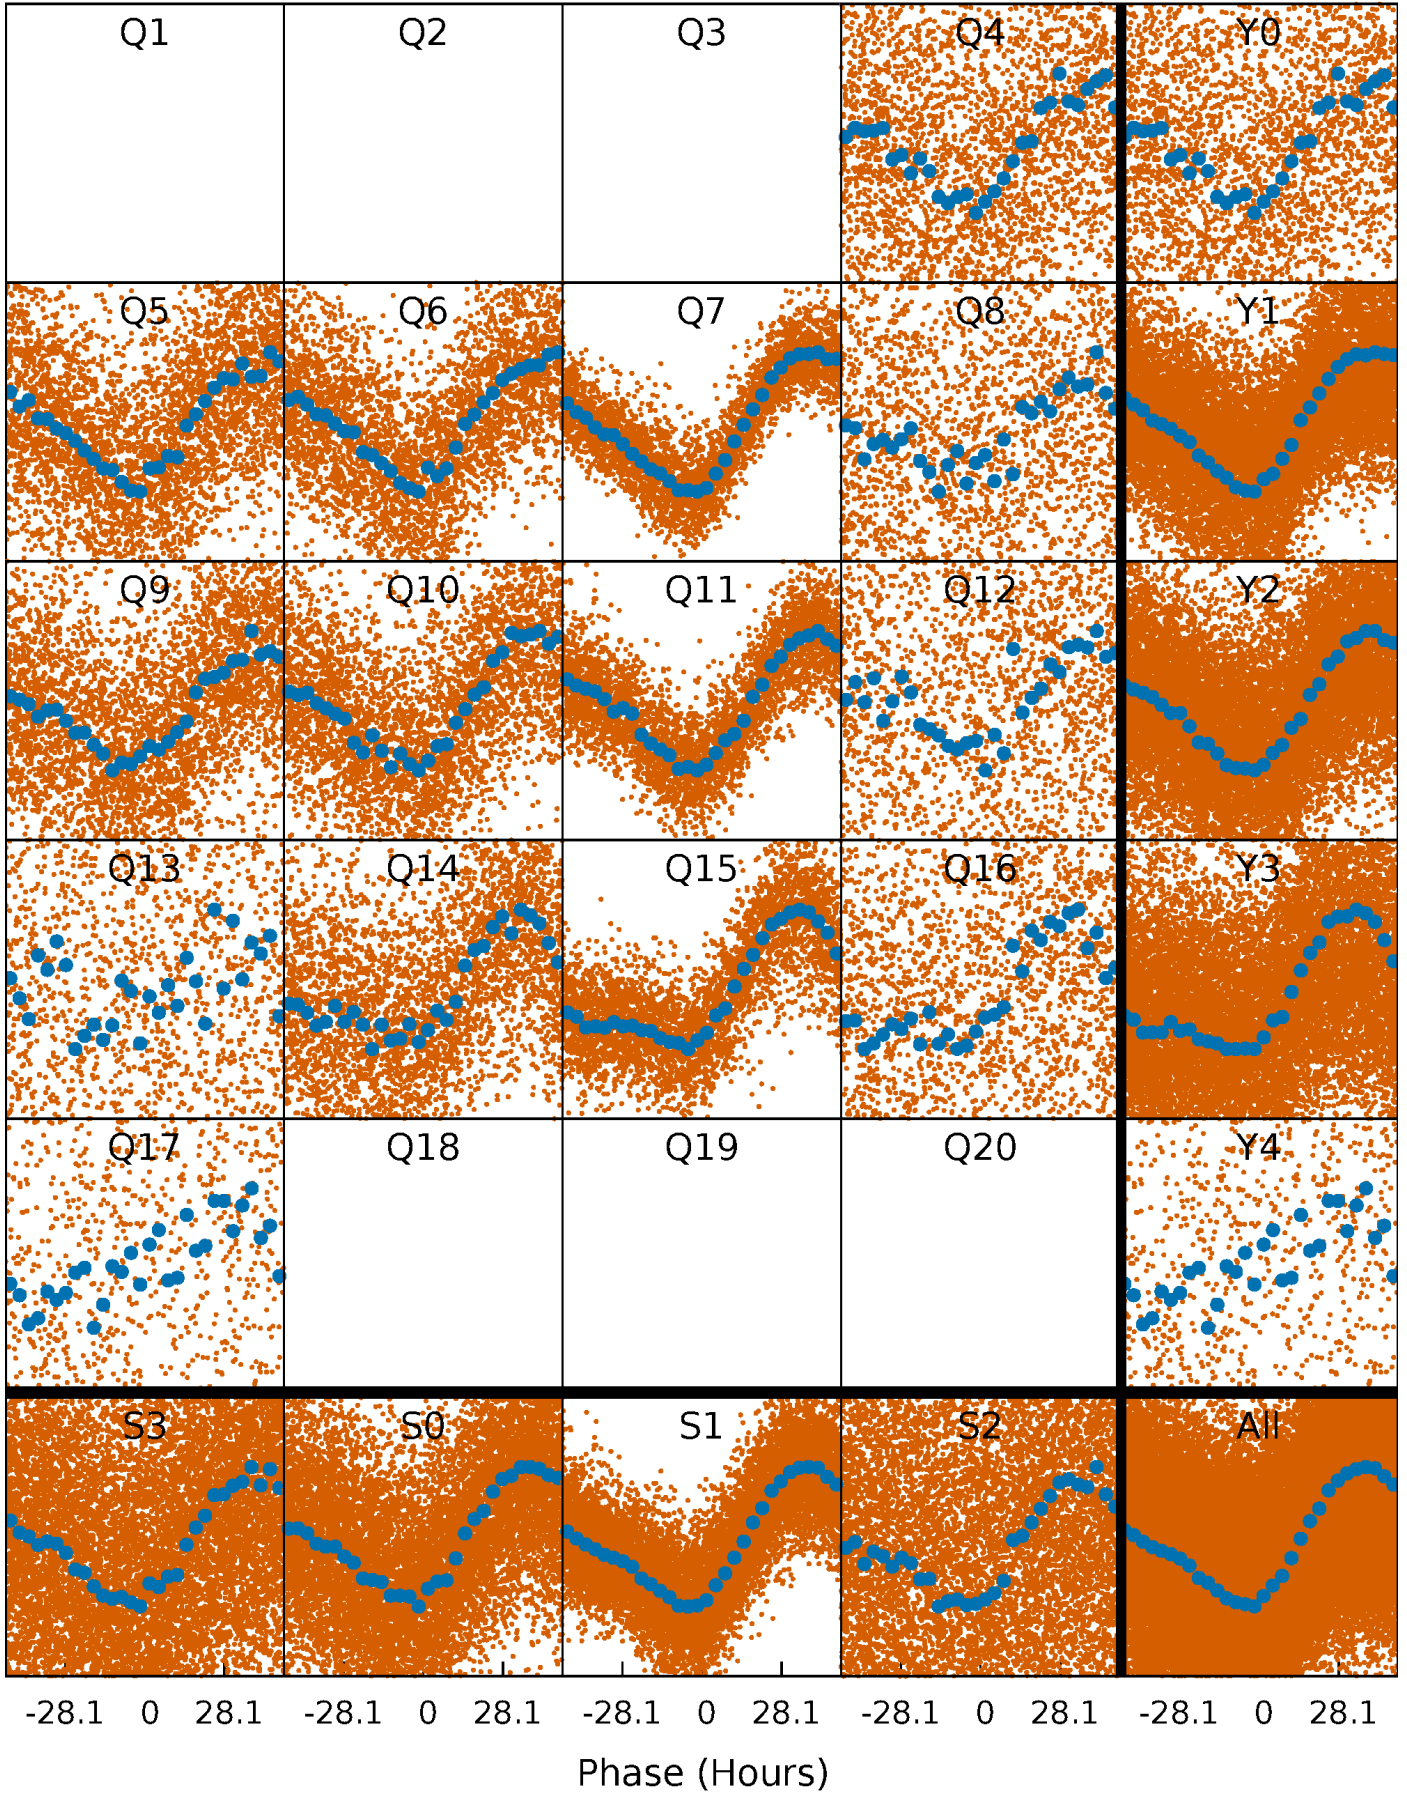 Q1 Q2 Q3 Q4 Y0
Q5 Q6 Q7 Q8 Y1
Q9 Q10 Q11 Q12 Y2
Q13 Q14 Q15 Q16 Y3
Q17 Q18 Q19 Q20 Y4
S3 S0 S1 S2 All
-28.1 0 28.1 -28.1 0 28.1 -28.1 0 28.1 -28.1 0 28.1 -28.1 0 28.1
Phase (Hours)